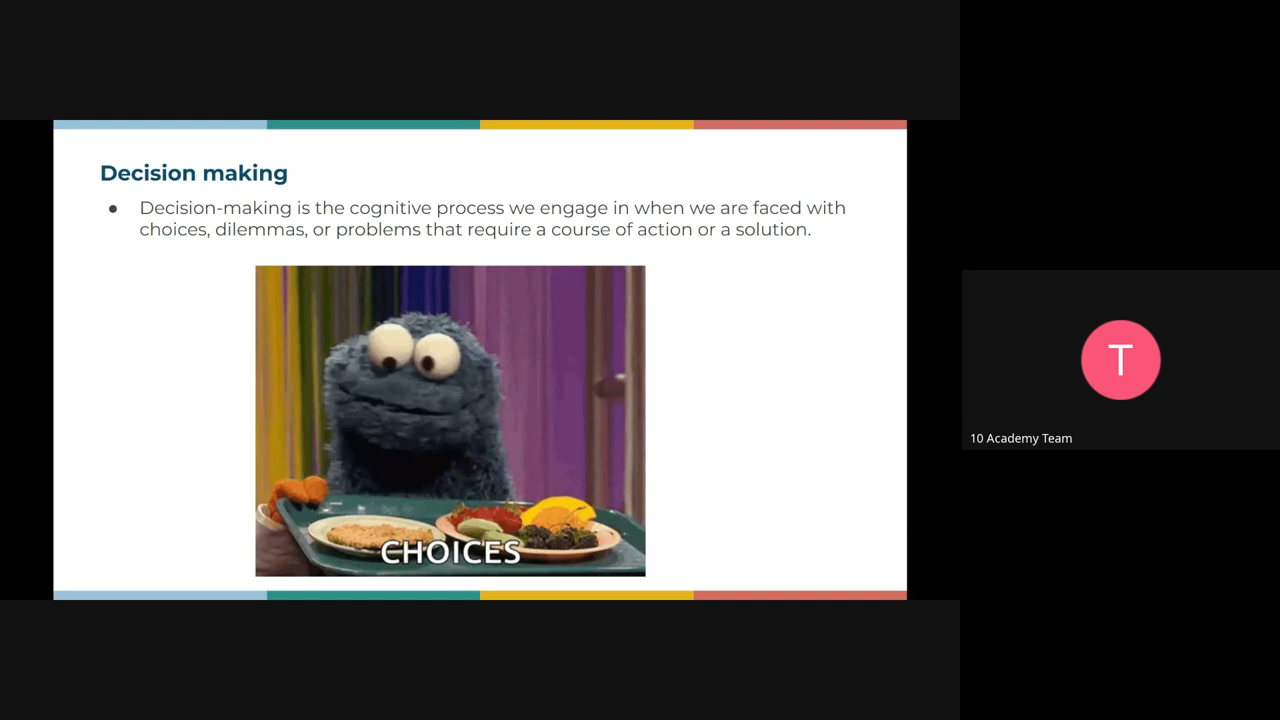 Decision making
● Decision-making is the cognitive process we engage in when we are faced with
choices, dilemmas, or problems that require a course of action or a solution.
CHOICES
T
10 Academy Team